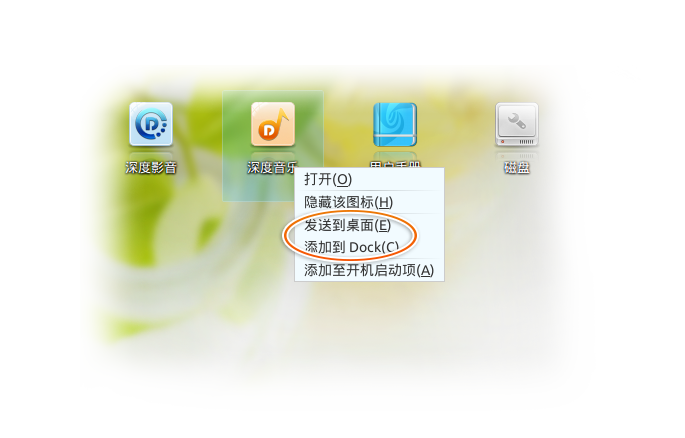 深度影音
深度音乐
用户手册
磁盘
打开(O)
隐藏该图标(H)
发送到桌面(E)
添加到 Dock(C)
添加至开机启动项(A)